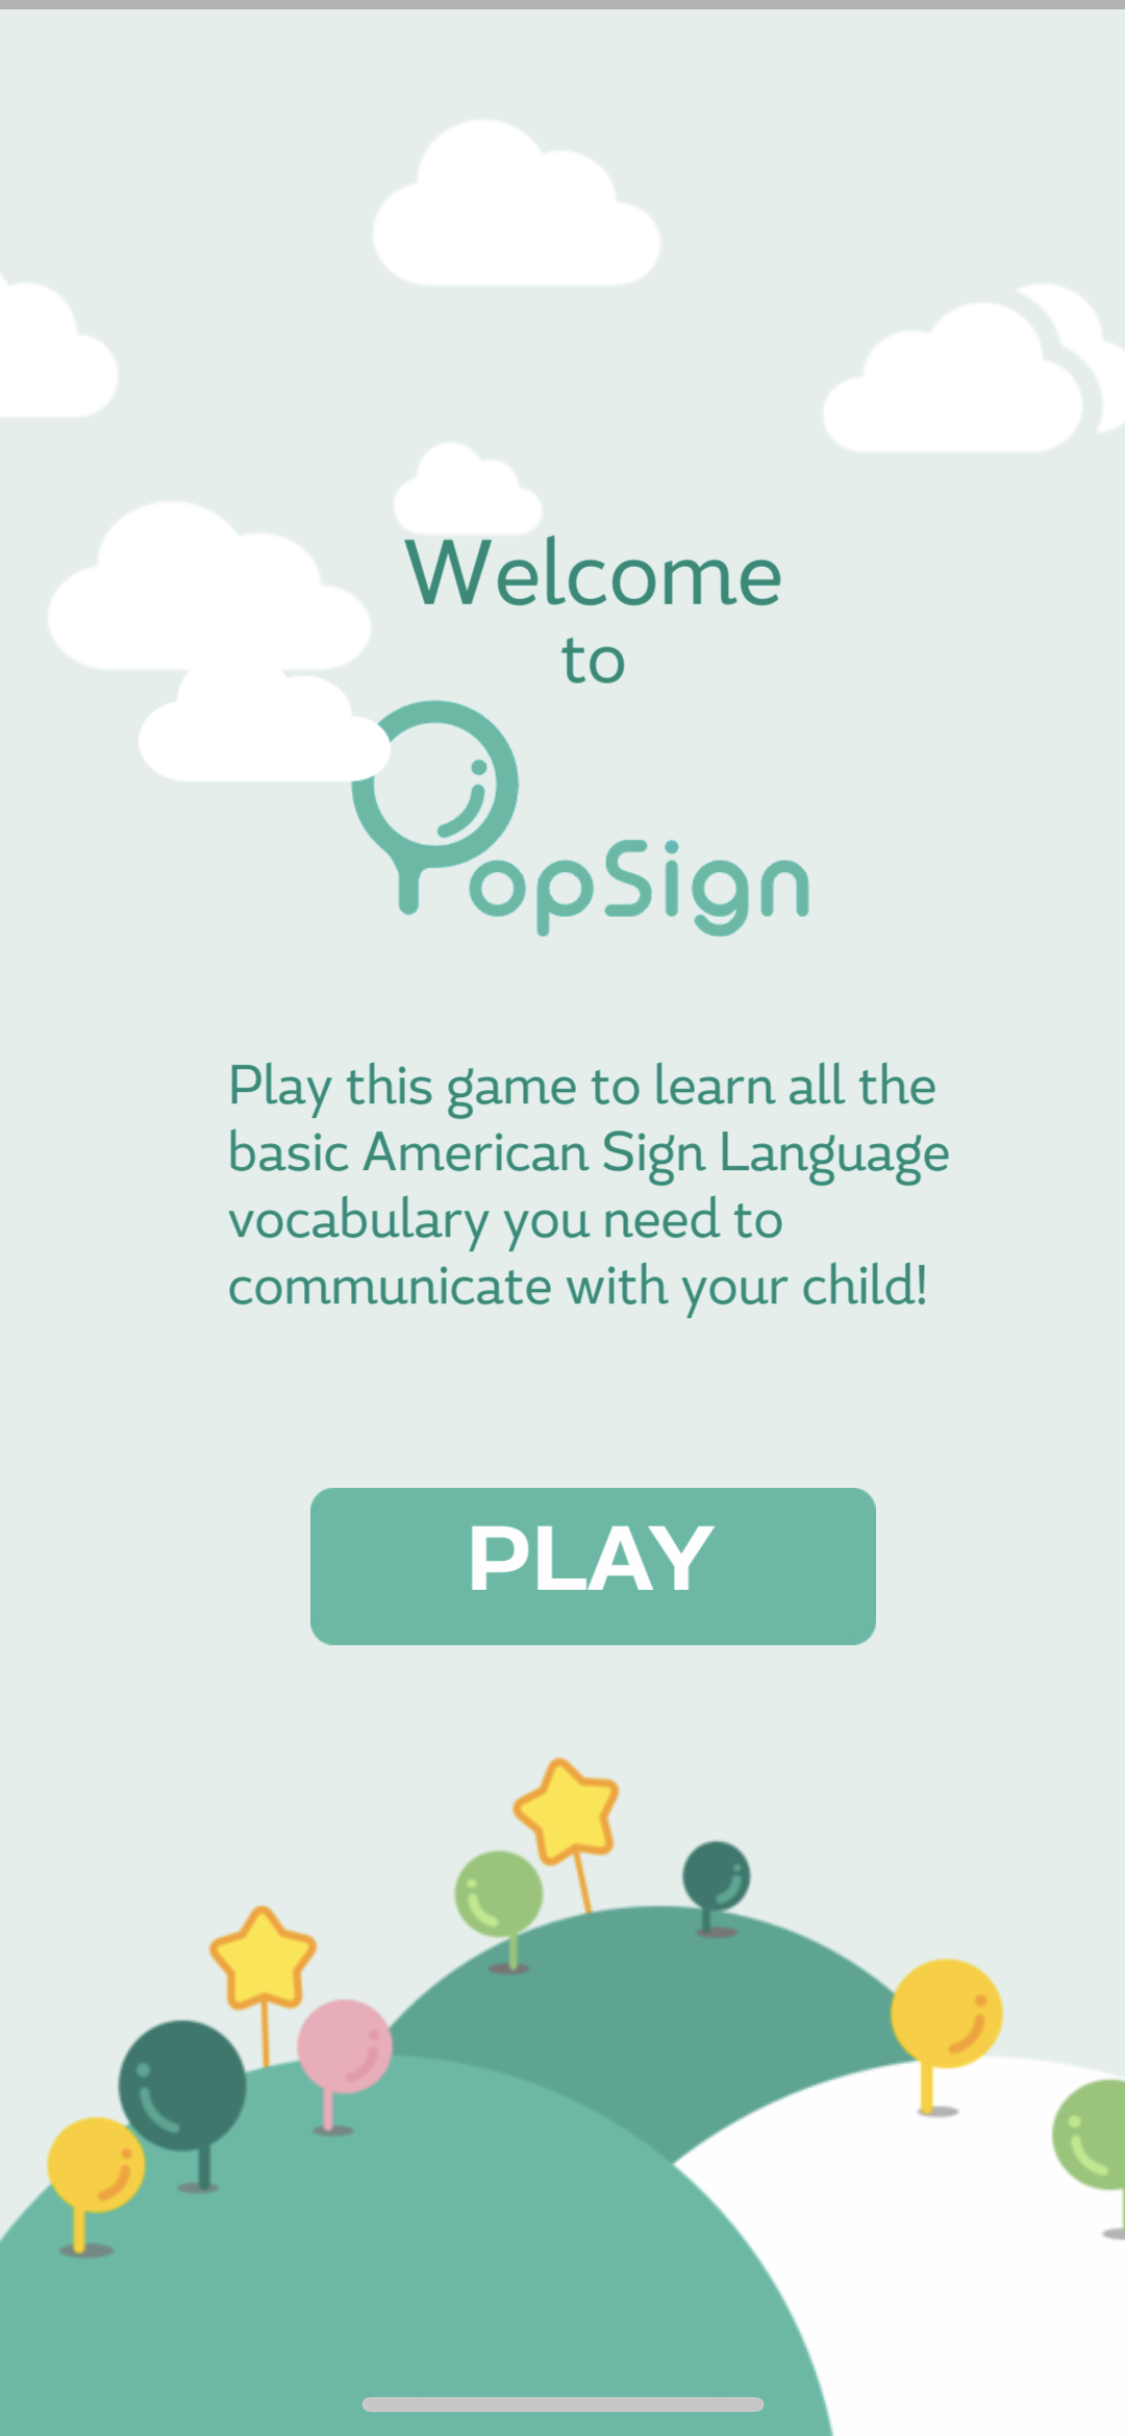 Welcome
to
PopSign
Play this game to learn all the
basic American Sign Language
vocabulary you need to
communicate with your child!
PLAY